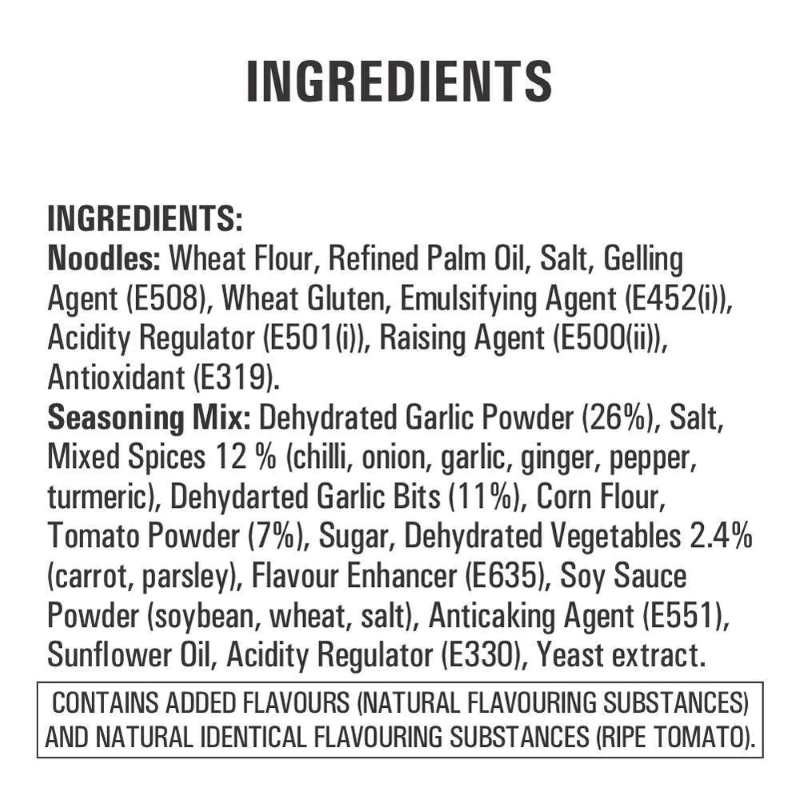 INGREDIENTS
INGREDIENTS:
Noodles: Wheat Flour, Refined Palm Oil, Salt, Gelling
Agent (E508), Wheat Gluten, Emulsifying Agent (E452(i)),
Acidity Regulator (E501(i)), Raising Agent (E500(ii)),
Antioxidant (E319).
Seasoning Mix: Dehydrated Garlic Powder (26%), Salt,
Mixed Spices 12 % (chilli, onion, garlic, ginger, pepper,
turmeric), Dehydarted Garlic Bits (11%), Corn Flour,
Tomato Powder (7%), Sugar, Dehydrated Vegetables 2.4%
(carrot, parsley), Flavour Enhancer (E635), Soy Sauce
Powder (soybean, wheat, salt), Anticaking Agent (E551),
Sunflower Oil, Acidity Regulator (E330), Yeast extract.
CONTAINS ADDED FLAVOURS (NATURAL FLAVOURING SUBSTANCES)
AND NATURAL IDENTICAL FLAVOURING SUBSTANCES (RIPE TOMATO).